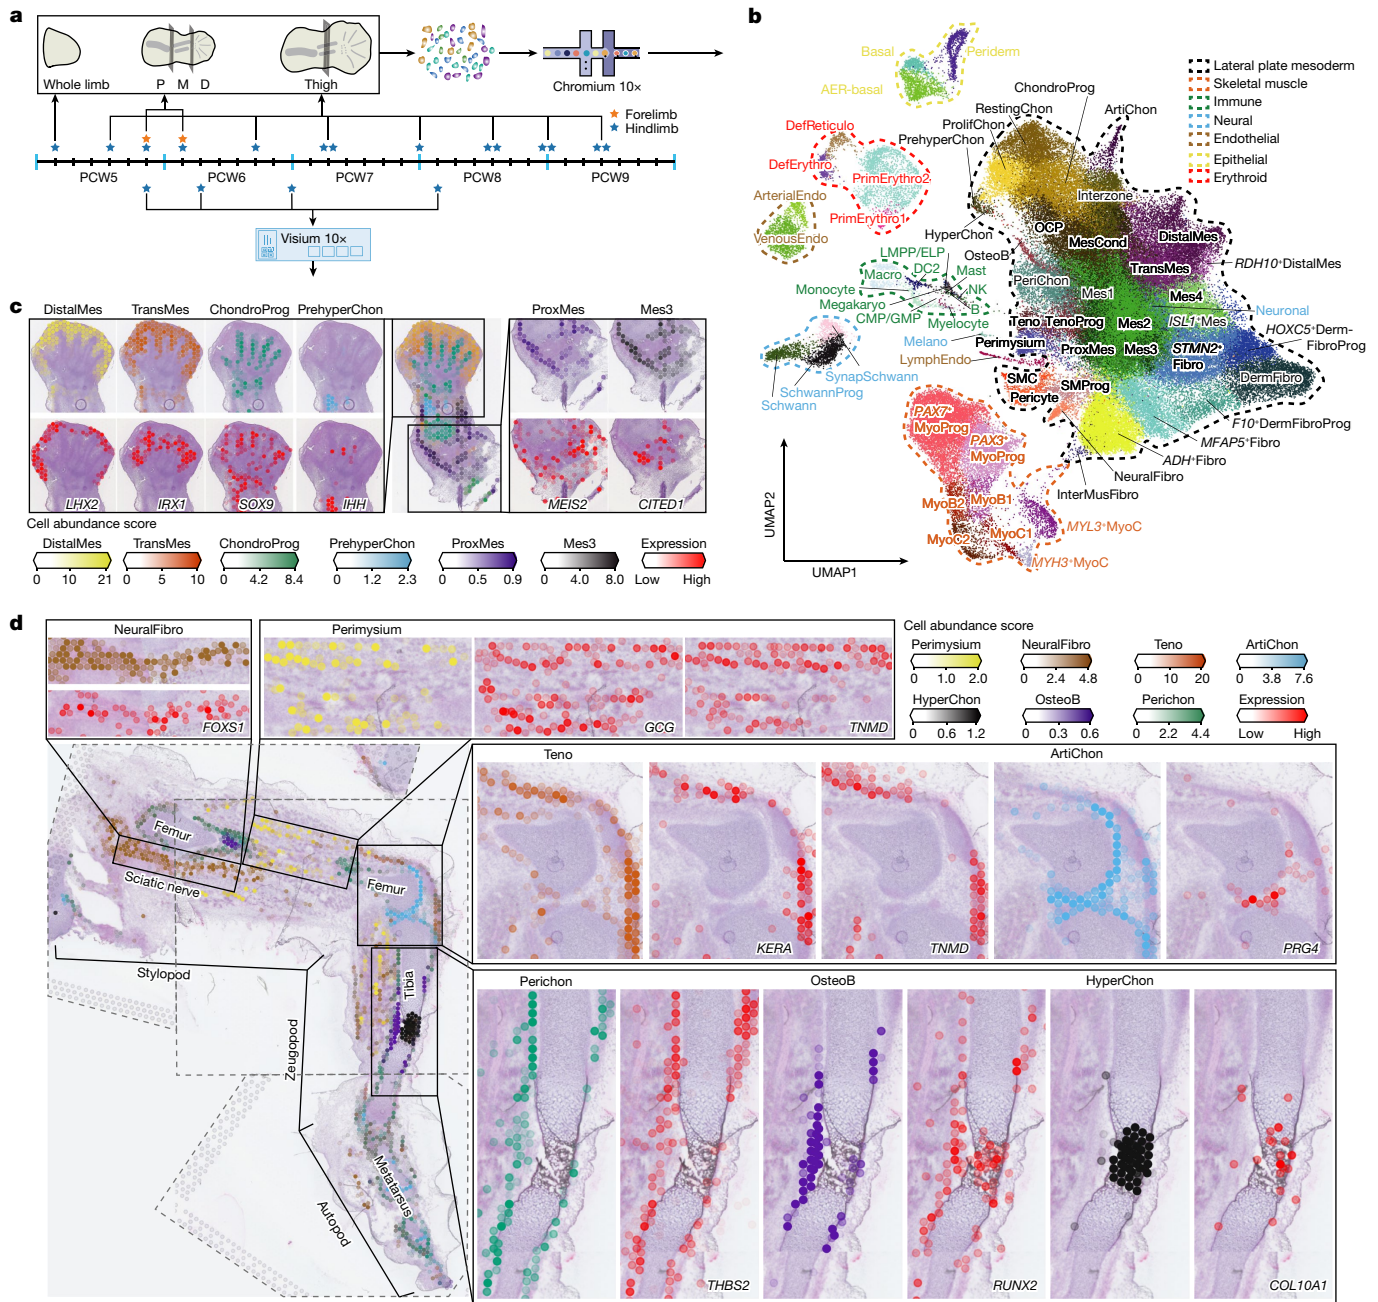 a
Whole limb
P M D
Thigh
Chromium 10×
Forelimb
Hindlimb
PCW5
PCW6
PCW7
PCW8
PCW9
Visium 10×
b
Basal
Periderm
AER-basal
DefReticulo
DefErythro
PrimErythro2
PrimErythro1
ArterialEndo
VenousEndo
ChondroProg
RestingChon
ProlifChon
PrehyperChon
ArtiChon
Interzone
OCP
MesCond
DistalMes
TransMes
RDH10+DistalMes
HyperChon
OsteoB
PeriChon
Mes1
Mes4
ISL1+Mes
Neuronal
HOXC5+Derm-
FibroProg
LMPP/ELP
DC2
Macro
Mast
Monocyte
NK
Megakaryo
B
CMP/GMP
Myelocyte
Melano
LymphEndo
Teno
TenoProg
Mes2
Perimysium
ProxMes
Mes3
STMN2+
Fibro
DermFibro
SMC
SMProg
Pericyte
SynapSchwann
SchwannProg
Schwann
PAX7+
MyoProg
PAX3+
MyoProg
F10+DermFibroProg
MFAP5+Fibro
ADH+Fibro
NeuralFibro
InterMusFibro
MyoB2
MyoB1
MyoC1
MyoC2
MYL3+MyoC
MYH3+MyoC
UMAP2
UMAP1
Lateral plate mesoderm
Skeletal muscle
Immune
Neural
Endothelial
Epithelial
Erythroid
c
DistalMes
TransMes
ChondroProg
PrehyperChon
ProxMes
Mes3
LHX2
IRX1
SOX9
IHH
MEIS2
CITED1
Cell abundance score
DistalMes
0 10 21
TransMes
0 5 10
ChondroProg
0 4.2 8.4
PrehyperChon
0 1.2 2.3
ProxMes
0 0.5 0.9
Mes3
0 4.0 8.0
Expression
Low High
d
NeuralFibro
FOXS1
Perimysium
GCG
TNMD
Cell abundance score
Perimysium
0 1.0 2.0
NeuralFibro
0 2.4 4.8
Teno
0 10 20
ArtiChon
0 3.8 7.6
HyperChon
0 0.6 1.2
OsteoB
0 0.3 0.6
Perichon
0 2.2 4.4
Expression
Low High
Femur
Sciatic nerve
Femur
Stylopod
Tibia
Zeugopod
Metatarsus
Autopod
Teno
KERA
TNMD
ArtiChon
PRG4
Perichon
THBS2
OsteoB
RUNX2
HyperChon
COL10A1